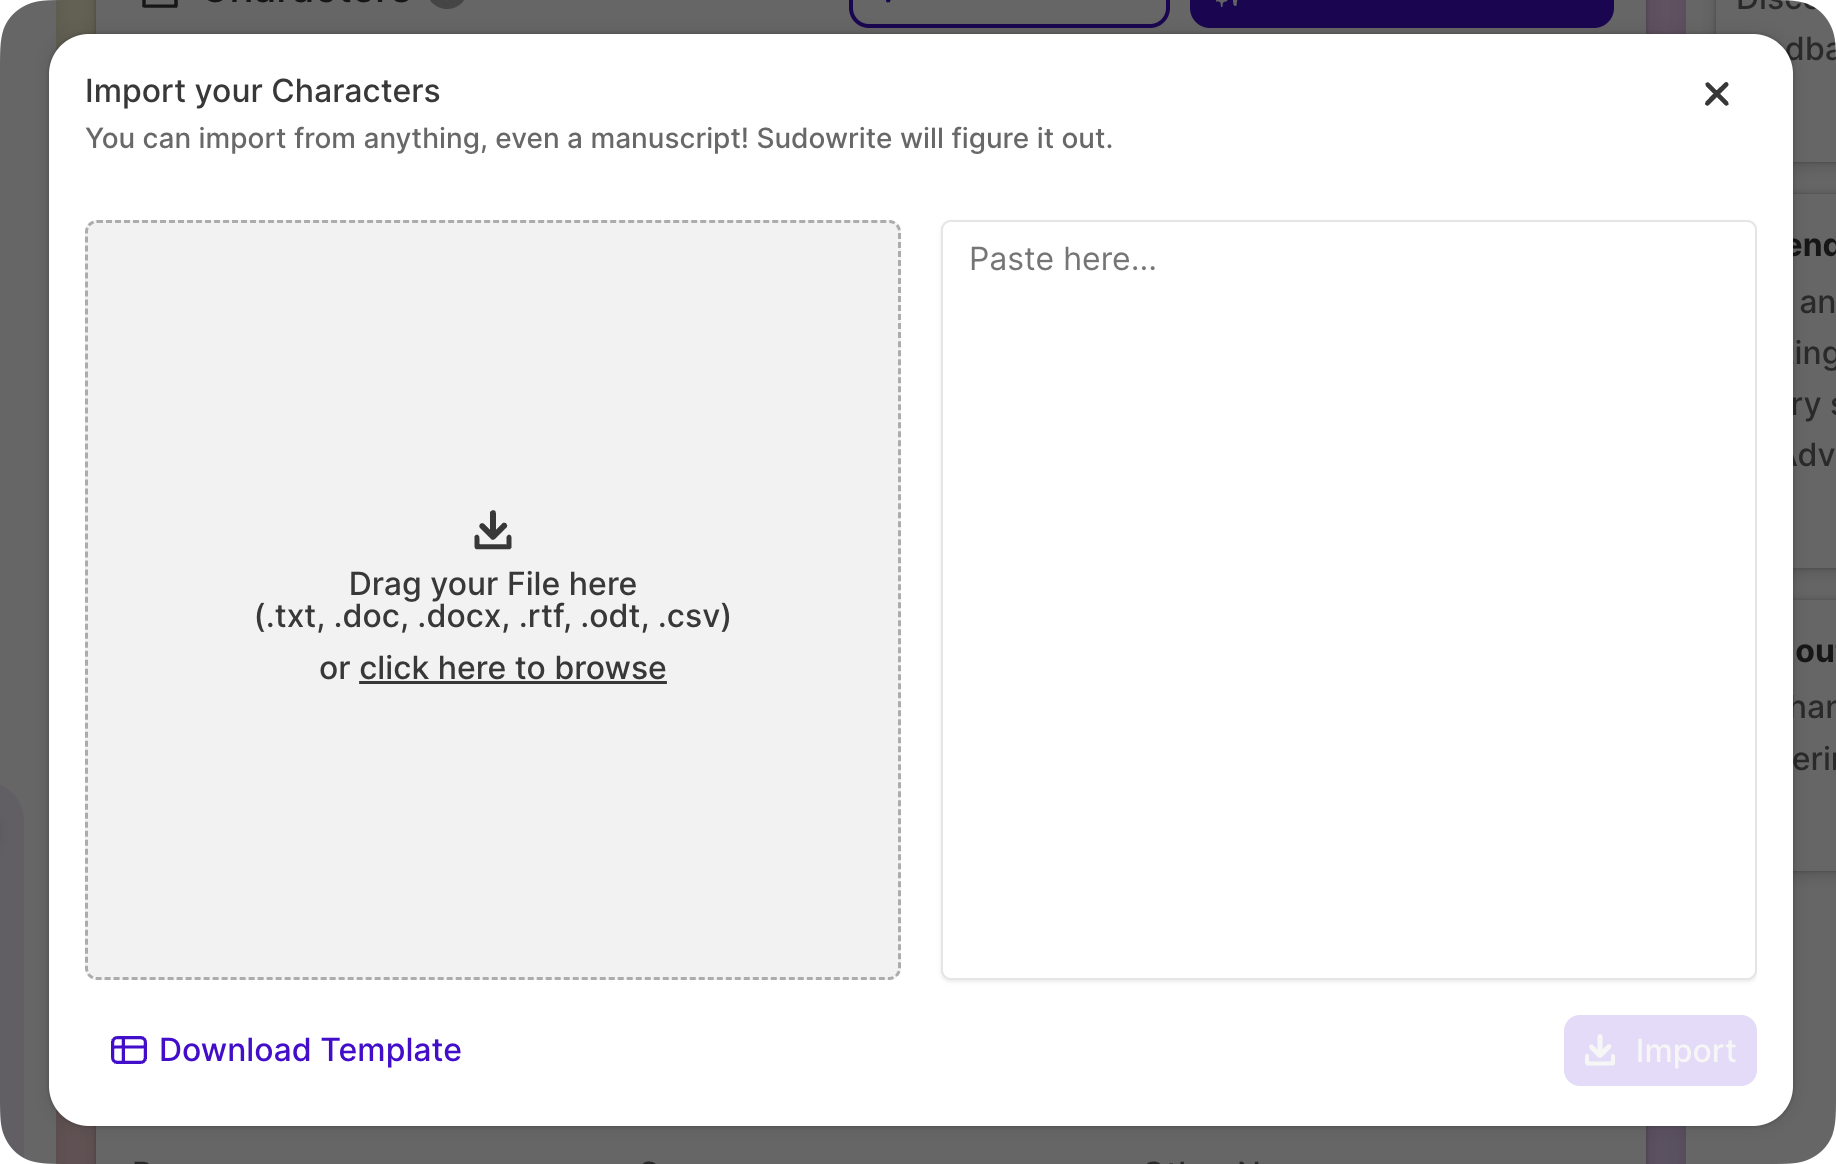 Characters
Import your Characters
You can import from anything, even a manuscript! Sudowrite will figure it out.
Drag your File here
(.txt, .doc, .docx, .rtf, .odt, .csv)
or click here to browse
Paste here...
Download Template
Import